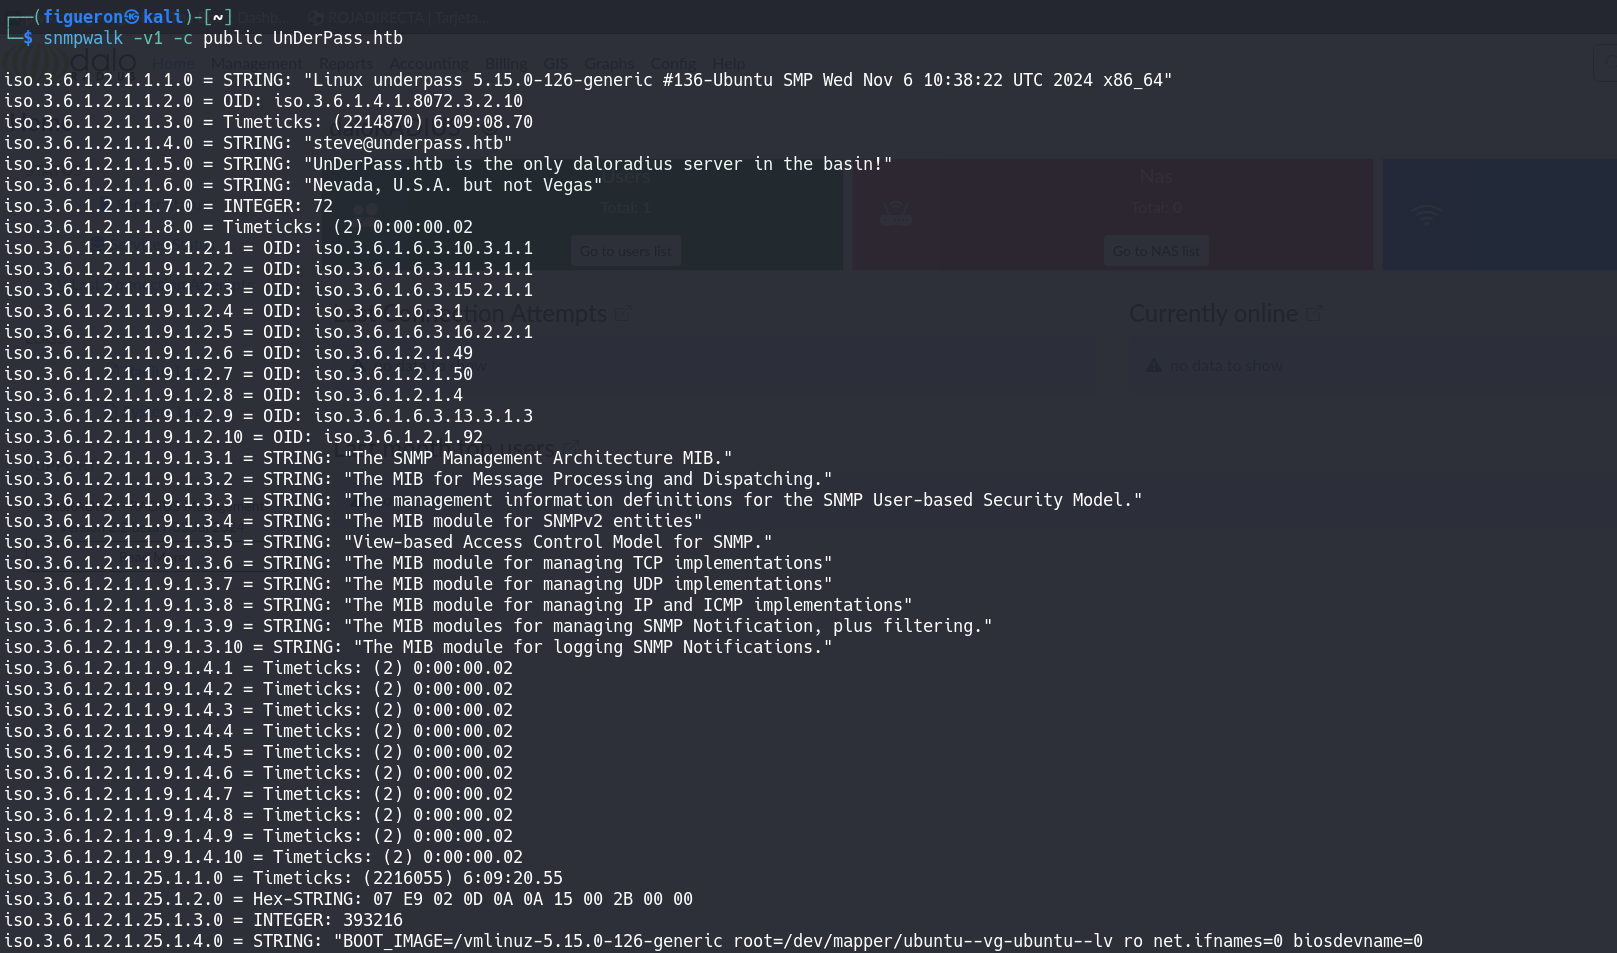 Dashb... ROJADIRECTA | Tarjeta...
┌──(figueron㉿kali)-[~]
└─$ snmpwalk -v1 -c public UnDerPass.htb
dalo
Home Management Reports Accounting Billing GIS Graphs Config Help
iso.3.6.1.2.1.1.1.0 = STRING: "Linux underpass 5.15.0-126-generic #136-Ubuntu SMP Wed Nov 6 10:38:22 UTC 2024 x86_64"
iso.3.6.1.2.1.1.2.0 = OID: iso.3.6.1.4.1.8072.3.2.10
iso.3.6.1.2.1.1.3.0 = Timeticks: (2214870) 6:09:08.70
iso.3.6.1.2.1.1.4.0 = STRING: "steve@underpass.htb"
iso.3.6.1.2.1.1.5.0 = STRING: "UnDerPass.htb is the only daloradius server in the basin!"
iso.3.6.1.2.1.1.6.0 = STRING: "Nevada, U.S.A. but not Vegas"
Users Nas
iso.3.6.1.2.1.1.7.0 = INTEGER: 72
Total: 1 Total: 0
iso.3.6.1.2.1.1.8.0 = Timeticks: (2) 0:00:00.02
iso.3.6.1.2.1.1.9.1.2.1 = OID: iso.3.6.1.6.3.10.3.1.1
Go to users list Go to NAS list
iso.3.6.1.2.1.1.9.1.2.2 = OID: iso.3.6.1.6.3.11.3.1.1
iso.3.6.1.2.1.1.9.1.2.3 = OID: iso.3.6.1.6.3.15.2.1.1
iso.3.6.1.2.1.1.9.1.2.4 = OID: iso.3.6.1.6.3.1
Connection Attempts Currently online
iso.3.6.1.2.1.1.9.1.2.5 = OID: iso.3.6.1.6.3.16.2.2.1
iso.3.6.1.2.1.1.9.1.2.6 = OID: iso.3.6.1.2.1.49
iso.3.6.1.2.1.1.9.1.2.7 = OID: iso.3.6.1.2.1.50
no data to show
iso.3.6.1.2.1.1.9.1.2.8 = OID: iso.3.6.1.2.1.4
iso.3.6.1.2.1.1.9.1.2.9 = OID: iso.3.6.1.6.3.13.3.1.3
iso.3.6.1.2.1.1.9.1.2.10 = OID: iso.3.6.1.2.1.92
users
iso.3.6.1.2.1.1.9.1.3.1 = STRING: "The SNMP Management Architecture MIB."
iso.3.6.1.2.1.1.9.1.3.2 = STRING: "The MIB for Message Processing and Dispatching."
iso.3.6.1.2.1.1.9.1.3.3 = STRING: "The management information definitions for the SNMP User-based Security Model."
iso.3.6.1.2.1.1.9.1.3.4 = STRING: "The MIB module for SNMPv2 entities"
iso.3.6.1.2.1.1.9.1.3.5 = STRING: "View-based Access Control Model for SNMP."
iso.3.6.1.2.1.1.9.1.3.6 = STRING: "The MIB module for managing TCP implementations"
iso.3.6.1.2.1.1.9.1.3.7 = STRING: "The MIB module for managing UDP implementations"
iso.3.6.1.2.1.1.9.1.3.8 = STRING: "The MIB module for managing IP and ICMP implementations"
iso.3.6.1.2.1.1.9.1.3.9 = STRING: "The MIB modules for managing SNMP Notification, plus filtering."
iso.3.6.1.2.1.1.9.1.3.10 = STRING: "The MIB module for logging SNMP Notifications."
iso.3.6.1.2.1.1.9.1.4.1 = Timeticks: (2) 0:00:00.02
iso.3.6.1.2.1.1.9.1.4.2 = Timeticks: (2) 0:00:00.02
iso.3.6.1.2.1.1.9.1.4.3 = Timeticks: (2) 0:00:00.02
iso.3.6.1.2.1.1.9.1.4.4 = Timeticks: (2) 0:00:00.02
iso.3.6.1.2.1.1.9.1.4.5 = Timeticks: (2) 0:00:00.02
iso.3.6.1.2.1.1.9.1.4.6 = Timeticks: (2) 0:00:00.02
iso.3.6.1.2.1.1.9.1.4.7 = Timeticks: (2) 0:00:00.02
iso.3.6.1.2.1.1.9.1.4.8 = Timeticks: (2) 0:00:00.02
iso.3.6.1.2.1.1.9.1.4.9 = Timeticks: (2) 0:00:00.02
iso.3.6.1.2.1.1.9.1.4.10 = Timeticks: (2) 0:00:00.02
iso.3.6.1.2.1.25.1.1.0 = Timeticks: (2216055) 6:09:20.55
iso.3.6.1.2.1.25.1.2.0 = Hex-STRING: 07 E9 02 0D 0A 0A 15 00 2B 00 00
iso.3.6.1.2.1.25.1.3.0 = INTEGER: 393216
iso.3.6.1.2.1.25.1.4.0 = STRING: "BOOT_IMAGE=/vmlinuz-5.15.0-126-generic root=/dev/mapper/ubuntu--vg-ubuntu--lv ro net.ifnames=0 biosdevname=0